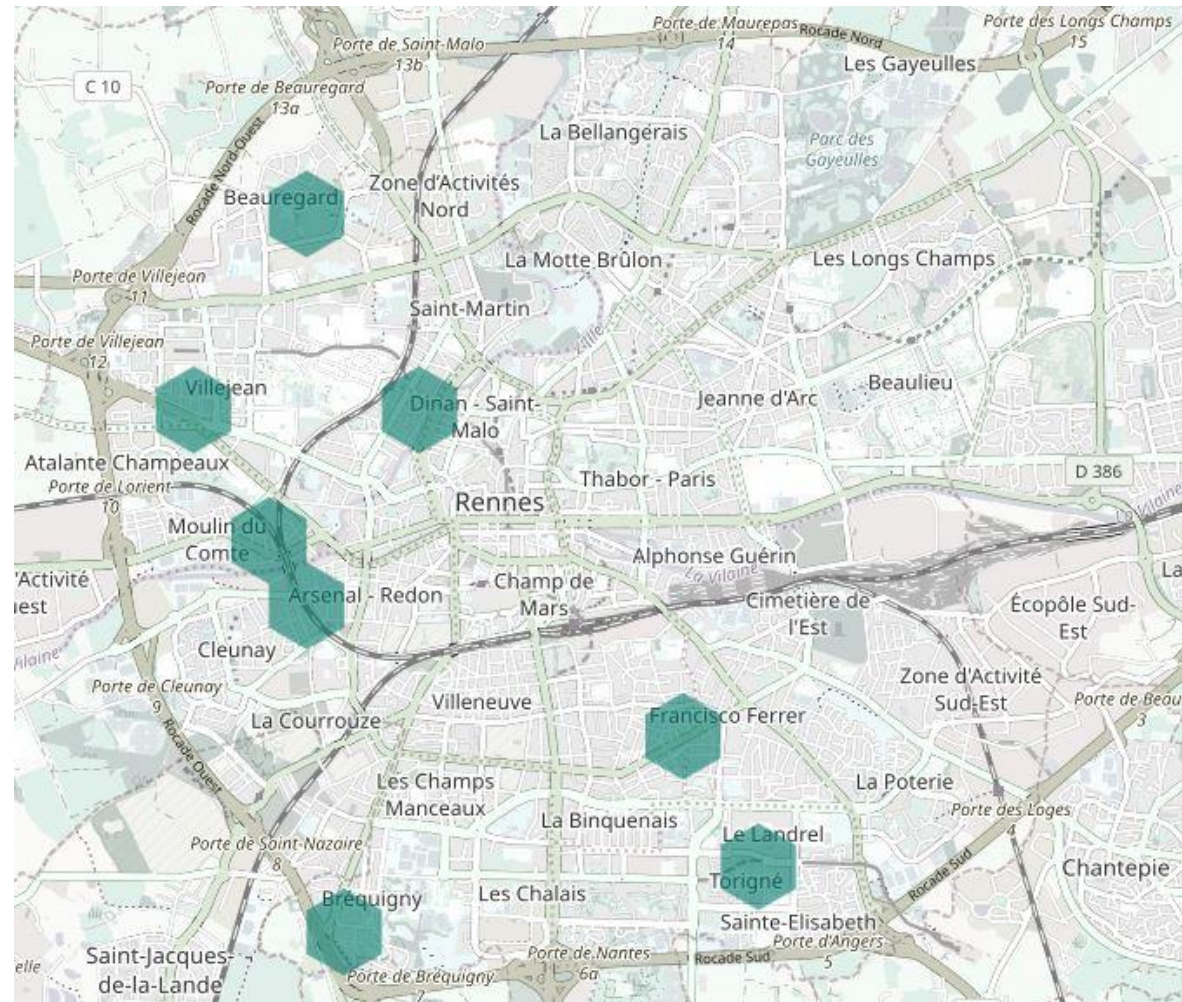 Porte de Maurepas
14
Rocade Nord
Porte des Longs Champs
15
Porte de Saint-Malo
13b
Les Gayeulles
C 10
Porte de Beauregard
13a
La Bellangerais
Parc des
Gayeulles
Rocade Nord-Ouest
Beauregard
Zone d'Activités
Nord
La Motte Brûlon
Les Longs Champs
Porte de Villejean
11
Saint-Martin
Ville
Porte de Villejean
12
Villejean
Dinan - Saint-
Malo
Jeanne d'Arc
Beaulieu
Atalante Champeaux
Porte de Lorient
10
Thabor - Paris
D 386
Rennes
La Vilaine
Moulin du
Comte
Alphonse Guérin
La Vilaine
'Activité
uest
Arsenal - Redon
Champ de
Mars
Cimetière de
l'Est
Écopôle Sud-
Est
La
Cleunay
Vilaine
Zone d'Activité
Sud-Est
Porte de Cleunay
9
Villeneuve
Francisco Ferrer
Porte de Beau
3
La Courrouze
Rocade Ouest
Les Champs
Manceaux
La Poterie
Porte des Loges
4
La Binquenais
Le Landrel
Porte de Saint-Nazaire
8
Chantepie
Torigné
Rocade Sud
Bréquigny
Les Chalais
Sainte-Elisabeth
Porte d'Angers
5
Saint-Jacques-
de-la-Lande
elle
Porte de Nantes
6a
Rocade Sud
Porte de Bréquigny
7